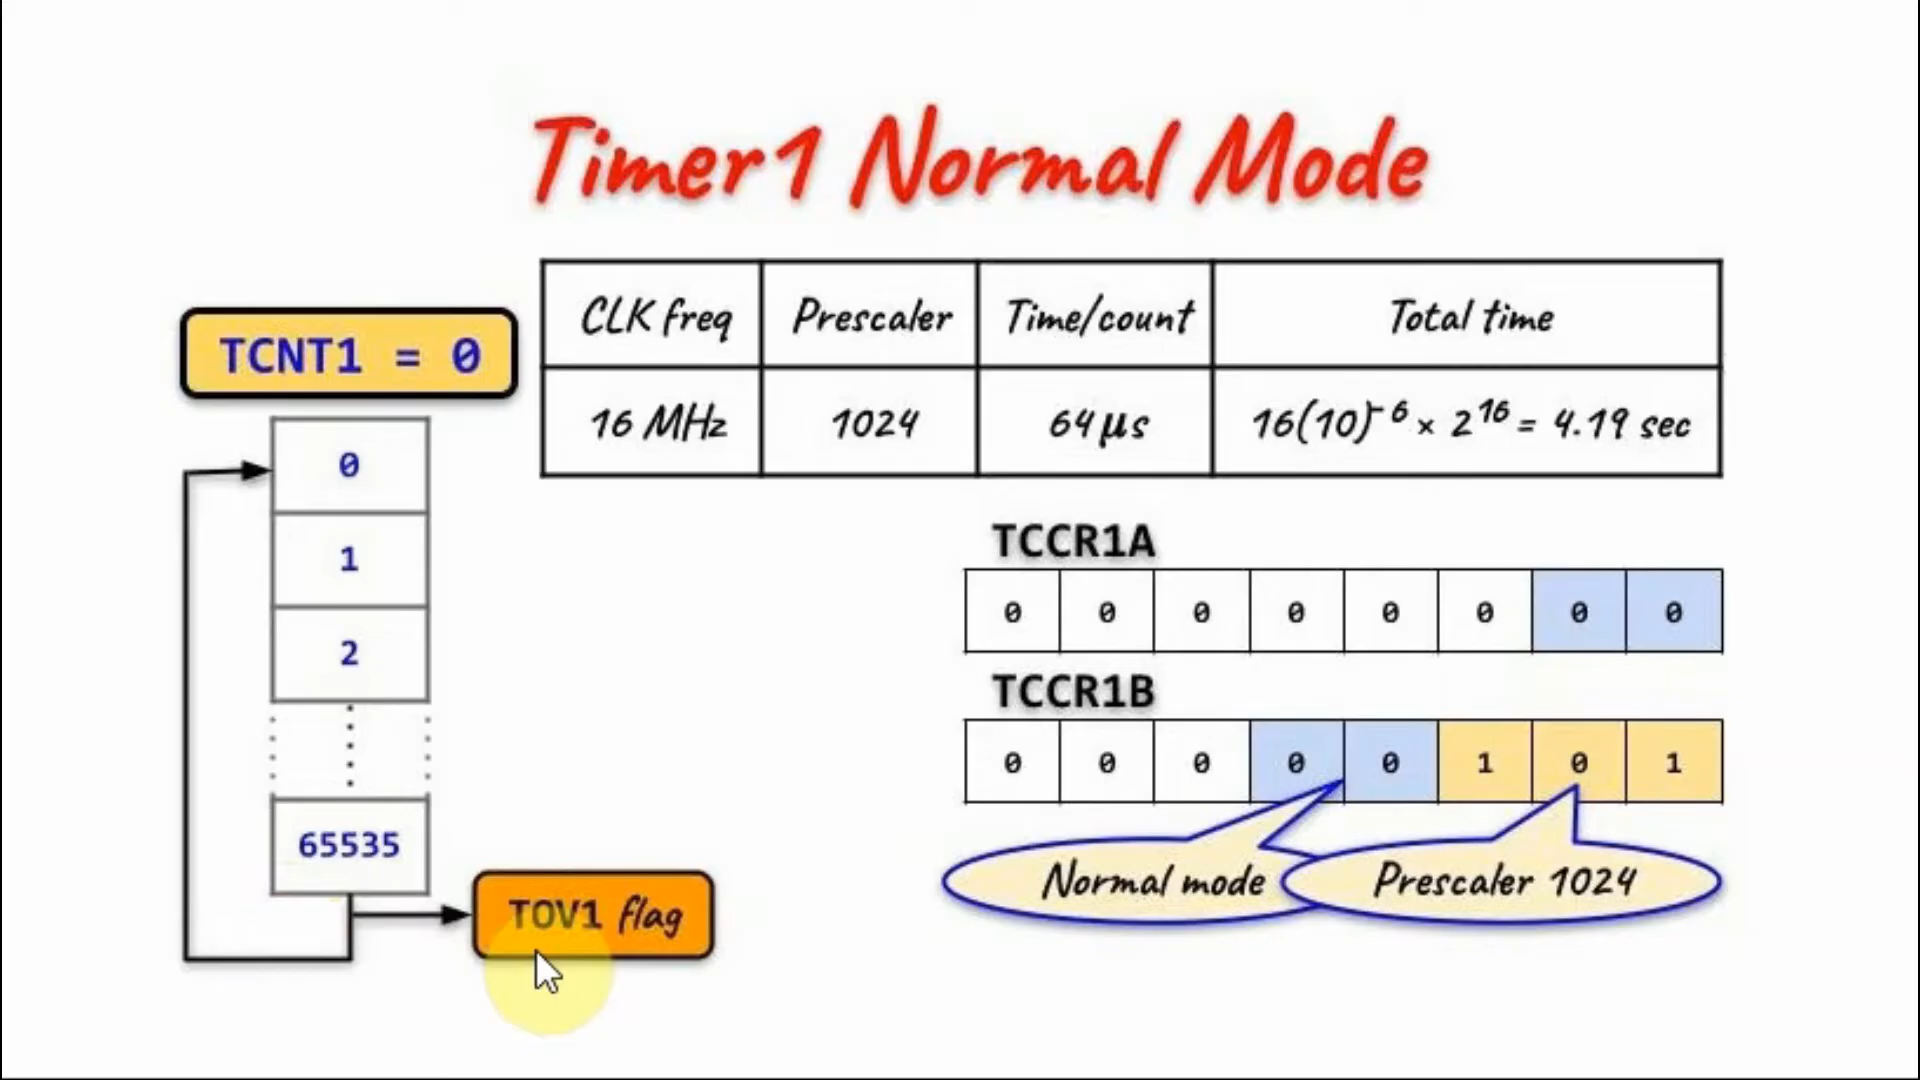 Timer1 Normal Mode
CLK freq Prescaler Time/count Total time
16 MHz 1024 64μs 16(10)⁻⁶ × 2¹⁶ = 4.19 sec
TCNT1 = 0
0
1
2
65535
TOV1 flag
TCCR1A
0 0 0 0 0 0 0 0
TCCR1B
0 0 0 0 0 1 0 1
Normal mode
Prescaler 1024